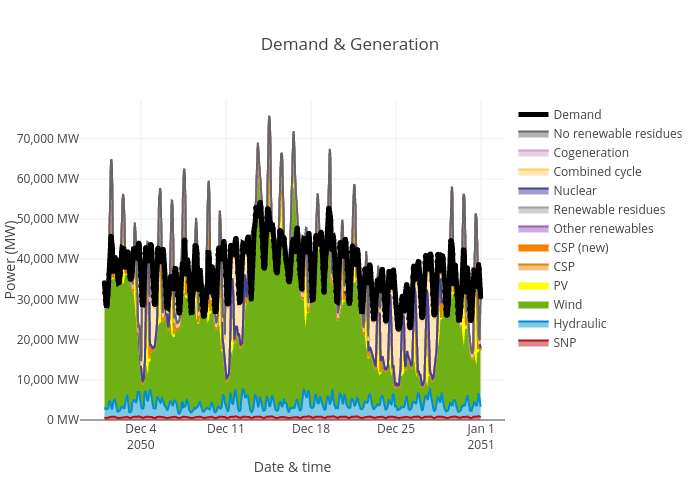 Demand & Generation
70,000 MW
60,000 MW
50,000 MW
40,000 MW
30,000 MW
20,000 MW
10,000 MW
0 MW
Power (MW)
Dec 4
2050
Dec 11
Dec 18
Dec 25
Jan 1
2051
Date & time
Demand
No renewable residues
Cogeneration
Combined cycle
Nuclear
Renewable residues
Other renewables
CSP (new)
CSP
PV
Wind
Hydraulic
SNP